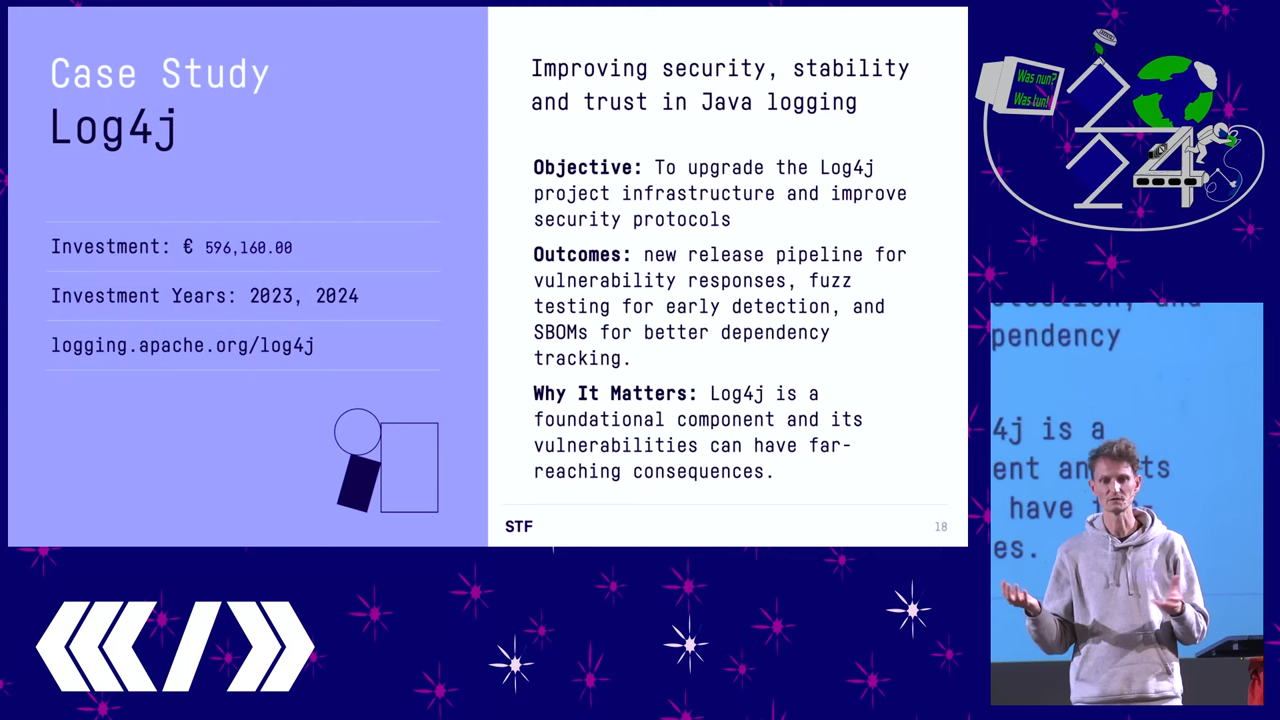 Case Study
Log4j
Investment: € 596,160.00
Investment Years: 2023, 2024
logging.apache.org/log4j
Improving security, stability
and trust in Java logging
Objective: To upgrade the Log4j
project infrastructure and improve
security protocols
Outcomes: new release pipeline for
vulnerability responses, fuzz
testing for early detection, and
SBOMs for better dependency
tracking.
Why It Matters: Log4j is a
foundational component and its
vulnerabilities can have far-
reaching consequences.
STF
18
Was nun?
Was tun!
2024
pendency
4j is a
ent an ts
have
es.